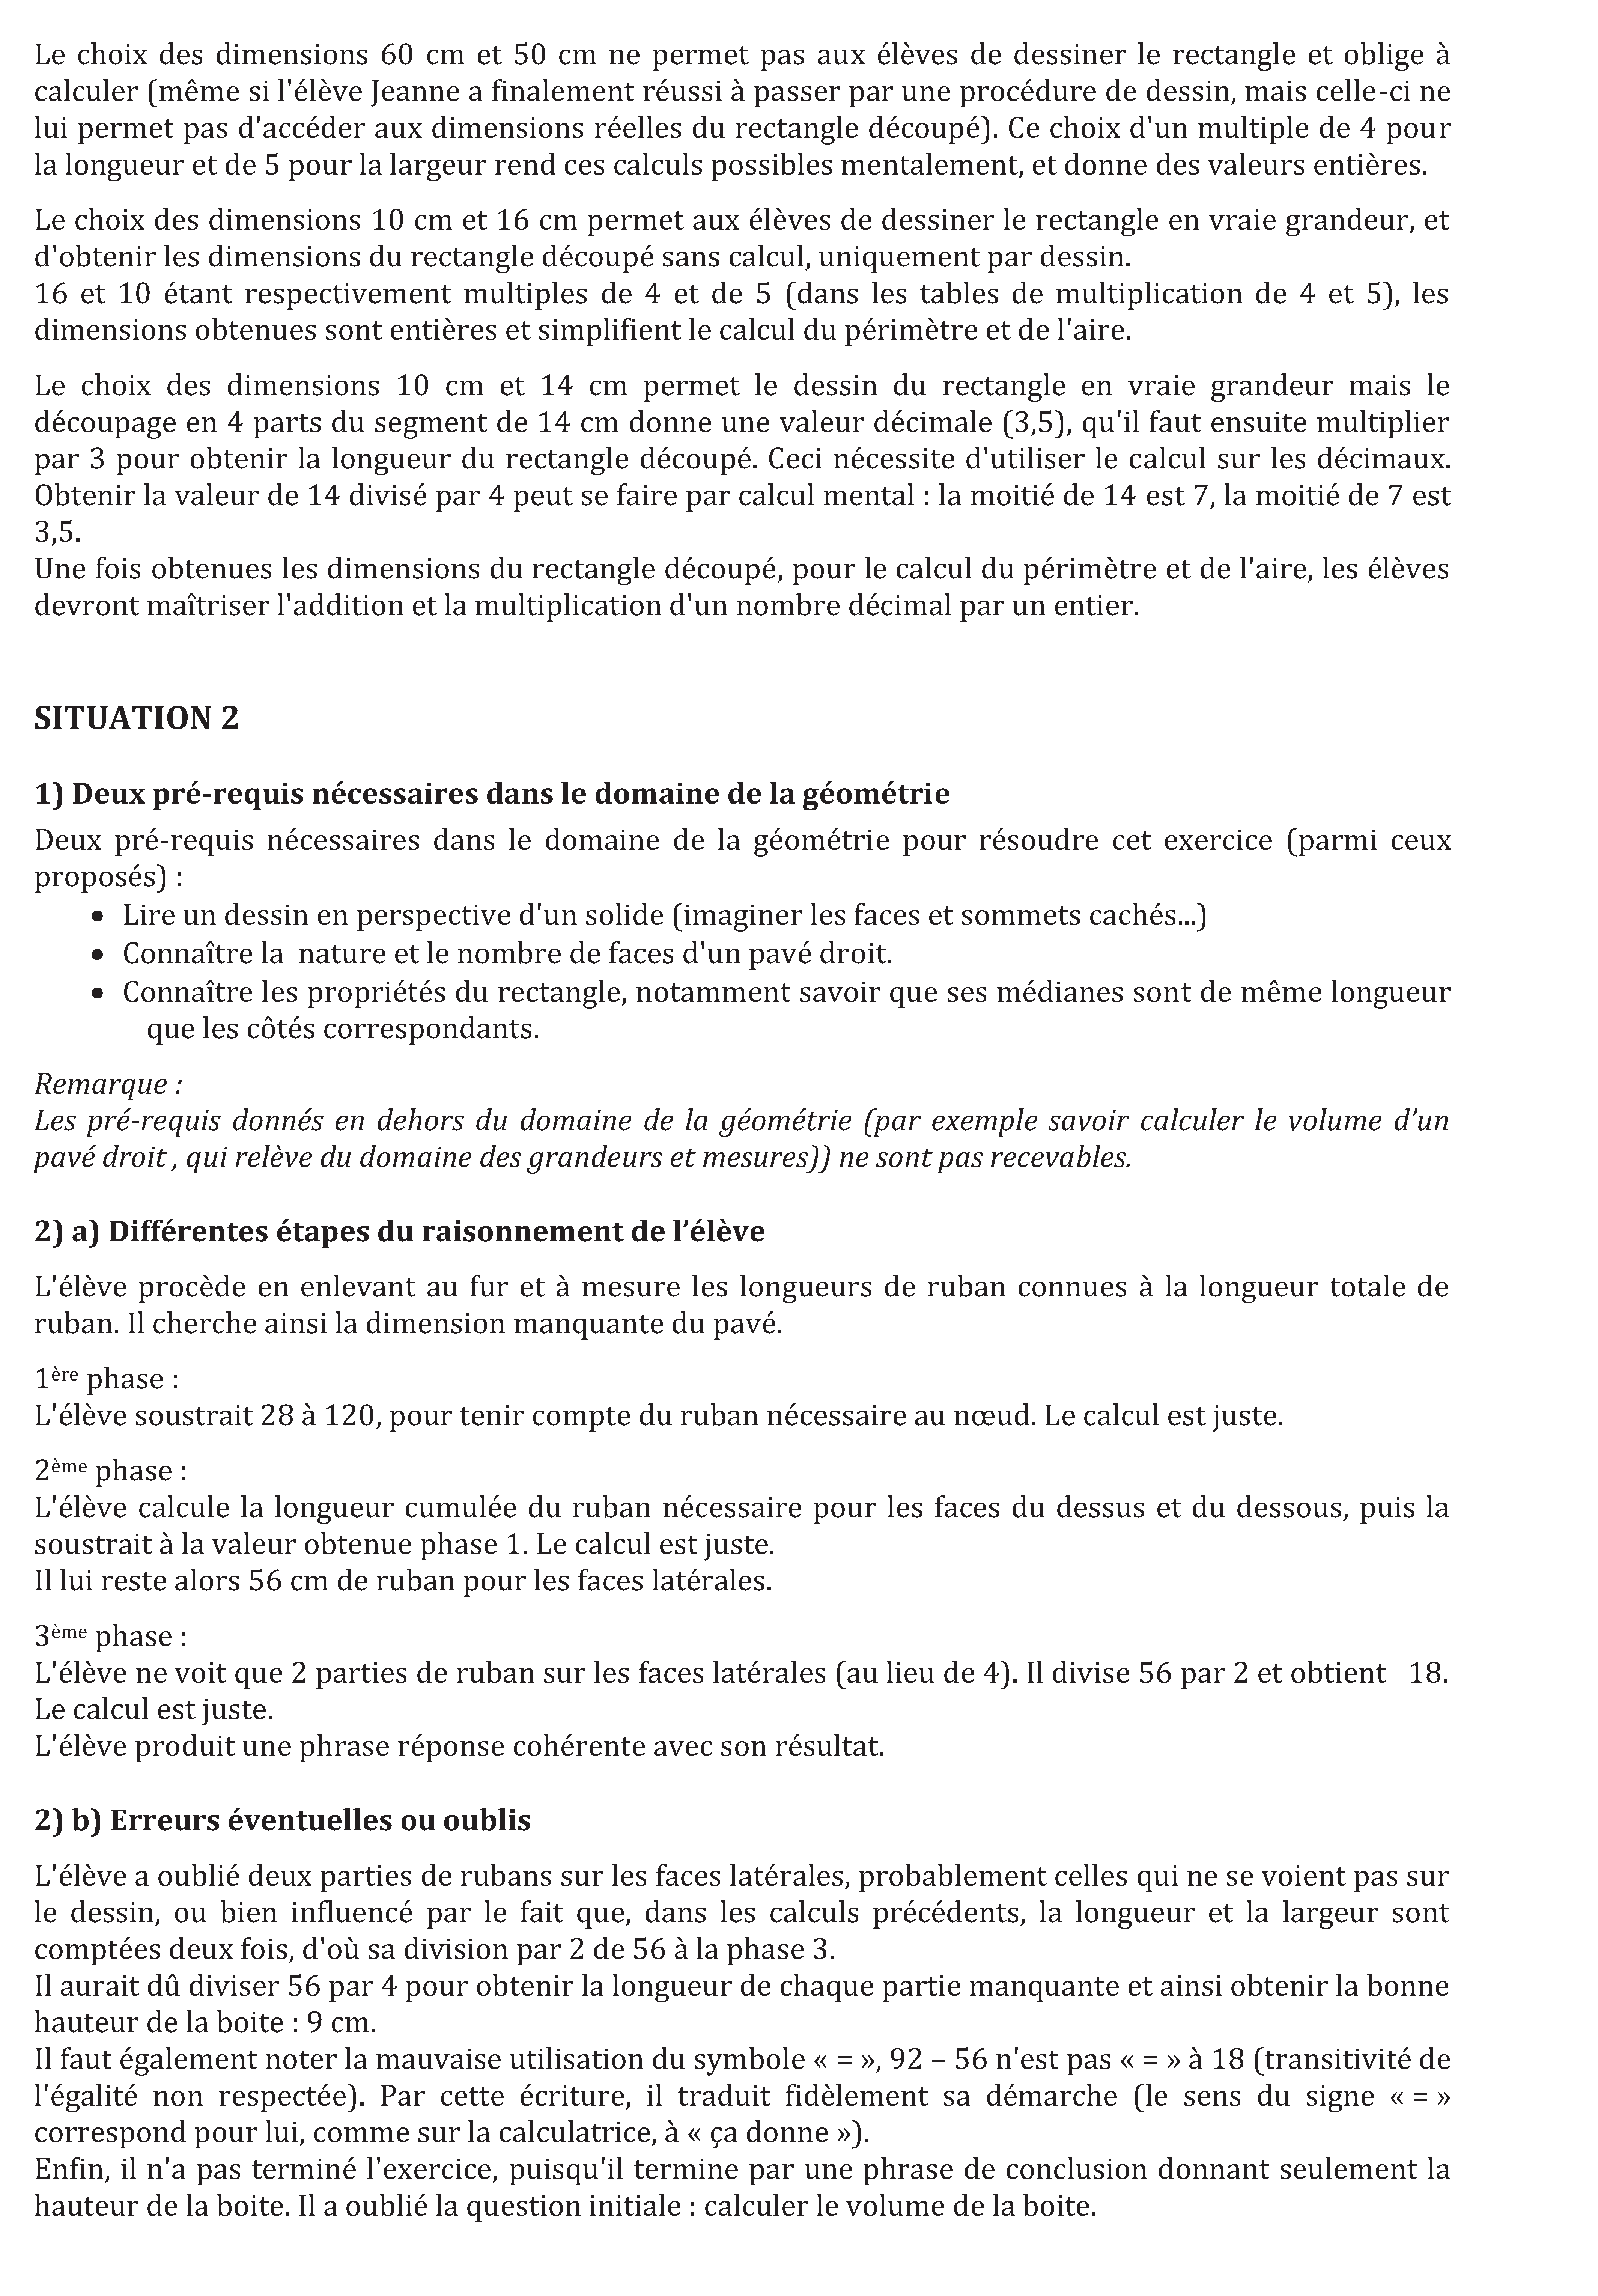 Le choix des dimensions 60 cm et 50 cm ne permet pas aux élèves de dessiner le rectangle et oblige à
calculer (même si l'élève Jeanne a finalement réussi à passer par une procédure de dessin, mais celle-ci ne
lui permet pas d'accéder aux dimensions réelles du rectangle découpé). Ce choix d'un multiple de 4 pour
la longueur et de 5 pour la largeur rend ces calculs possibles mentalement, et donne des valeurs entières.
Le choix des dimensions 10 cm et 16 cm permet aux élèves de dessiner le rectangle en vraie grandeur, et
d'obtenir les dimensions du rectangle découpé sans calcul, uniquement par dessin.
16 et 10 étant respectivement multiples de 4 et de 5 (dans les tables de multiplication de 4 et 5), les
dimensions obtenues sont entières et simplifient le calcul du périmètre et de l'aire.
Le choix des dimensions 10 cm et 14 cm permet le dessin du rectangle en vraie grandeur mais le
découpage en 4 parts du segment de 14 cm donne une valeur décimale (3,5), qu'il faut ensuite multiplier
par 3 pour obtenir la longueur du rectangle découpé. Ceci nécessite d'utiliser le calcul sur les décimaux.
Obtenir la valeur de 14 divisé par 4 peut se faire par calcul mental : la moitié de 14 est 7, la moitié de 7 est
3,5.
Une fois obtenues les dimensions du rectangle découpé, pour le calcul du périmètre et de l'aire, les élèves
devront maîtriser l'addition et la multiplication d'un nombre décimal par un entier.
SITUATION 2
1) Deux pré-requis nécessaires dans le domaine de la géométrie
Deux pré-requis nécessaires dans le domaine de la géométrie pour résoudre cet exercice (parmi ceux
proposés) :
• Lire un dessin en perspective d'un solide (imaginer les faces et sommets cachés...)
• Connaître la nature et le nombre de faces d'un pavé droit.
• Connaître les propriétés du rectangle, notamment savoir que ses médianes sont de même longueur
que les côtés correspondants.
Remarque :
Les pré-requis donnés en dehors du domaine de la géométrie (par exemple savoir calculer le volume d’un
pavé droit , qui relève du domaine des grandeurs et mesures)) ne sont pas recevables.
2) a) Différentes étapes du raisonnement de l’élève
L'élève procède en enlevant au fur et à mesure les longueurs de ruban connues à la longueur totale de
ruban. Il cherche ainsi la dimension manquante du pavé.
1ère phase :
L'élève soustrait 28 à 120, pour tenir compte du ruban nécessaire au nœud. Le calcul est juste.
2ème phase :
L'élève calcule la longueur cumulée du ruban nécessaire pour les faces du dessus et du dessous, puis la
soustrait à la valeur obtenue phase 1. Le calcul est juste.
Il lui reste alors 56 cm de ruban pour les faces latérales.
3ème phase :
L'élève ne voit que 2 parties de ruban sur les faces latérales (au lieu de 4). Il divise 56 par 2 et obtient 18.
Le calcul est juste.
L'élève produit une phrase réponse cohérente avec son résultat.
2) b) Erreurs éventuelles ou oublis
L'élève a oublié deux parties de rubans sur les faces latérales, probablement celles qui ne se voient pas sur
le dessin, ou bien influencé par le fait que, dans les calculs précédents, la longueur et la largeur sont
comptées deux fois, d'où sa division par 2 de 56 à la phase 3.
Il aurait dû diviser 56 par 4 pour obtenir la longueur de chaque partie manquante et ainsi obtenir la bonne
hauteur de la boite : 9 cm.
Il faut également noter la mauvaise utilisation du symbole « = », 92 – 56 n'est pas « = » à 18 (transitivité de
l'égalité non respectée). Par cette écriture, il traduit fidèlement sa démarche (le sens du signe « = »
correspond pour lui, comme sur la calculatrice, à « ça donne »).
Enfin, il n'a pas terminé l'exercice, puisqu'il termine par une phrase de conclusion donnant seulement la
hauteur de la boite. Il a oublié la question initiale : calculer le volume de la boite.